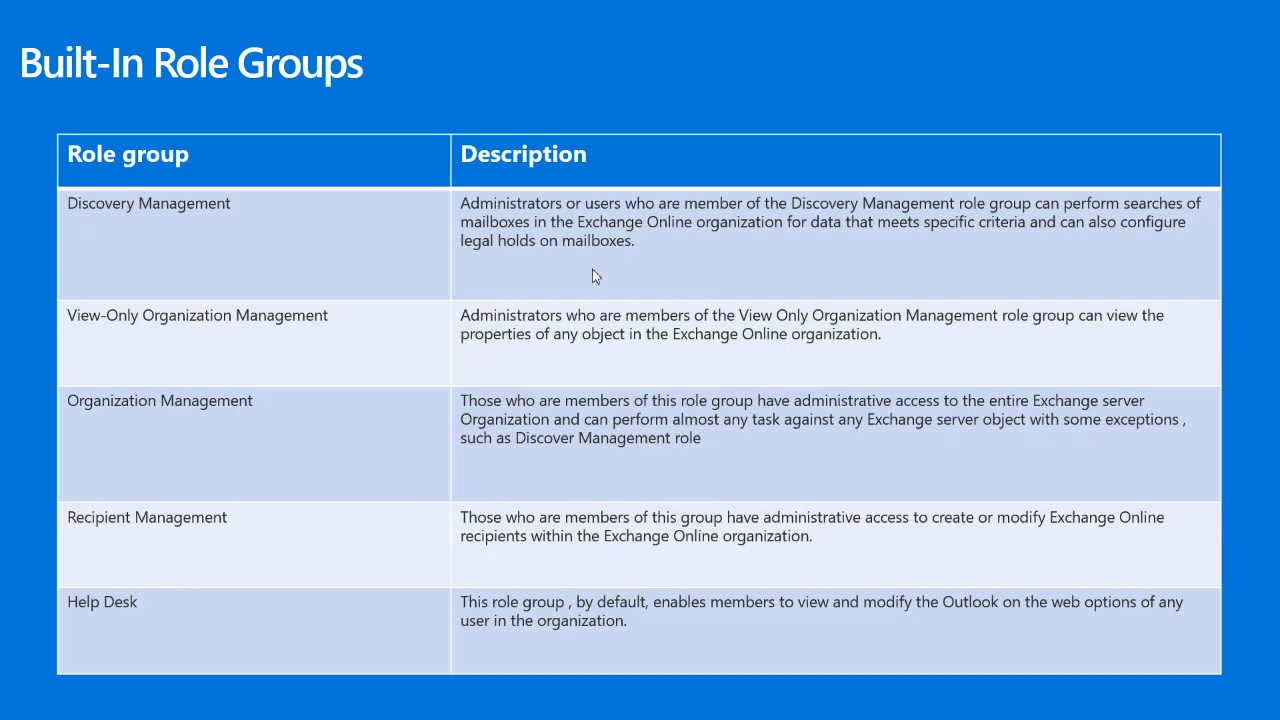 Built-In Role Groups
Role group
Description
Discovery Management
Administrators or users who are member of the Discovery Management role group can perform searches of
mailboxes in the Exchange Online organization for data that meets specific criteria and can also configure
legal holds on mailboxes.
View-Only Organization Management
Administrators who are members of the View Only Organization Management role group can view the
properties of any object in the Exchange Online organization.
Organization Management
Those who are members of this role group have administrative access to the entire Exchange server
Organization and can perform almost any task against any Exchange server object with some exceptions ,
such as Discover Management role
Recipient Management
Those who are members of this group have administrative access to create or modify Exchange Online
recipients within the Exchange Online organization.
Help Desk
This role group , by default, enables members to view and modify the Outlook on the web options of any
user in the organization.